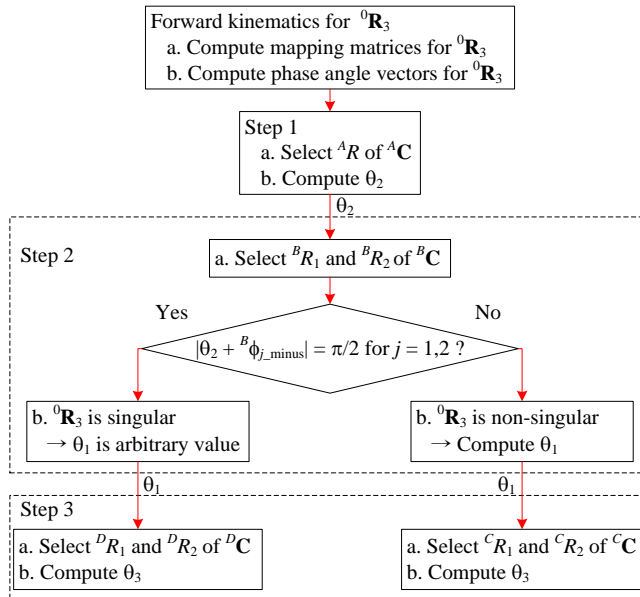 Forward kinematics for ⁰R₃
a. Compute mapping matrices for ⁰R₃
b. Compute phase angle vectors for ⁰R₃
Step 1
a. Select ᴬR of ᴬC
b. Compute θ₂
θ₂
Step 2
a. Select ᴮR₁ and ᴮR₂ of ᴮC
Yes
No
|θ₂ + ᴮϕj_minus| = π/2 for j = 1,2 ?
b. ⁰R₃ is singular
→ θ₁ is arbitrary value
b. ⁰R₃ is non-singular
→ Compute θ₁
θ₁
θ₁
Step 3
a. Select ᴰR₁ and ᴰR₂ of ᴰC
b. Compute θ₃
a. Select ᶜR₁ and ᶜR₂ of ᶜC
b. Compute θ₃